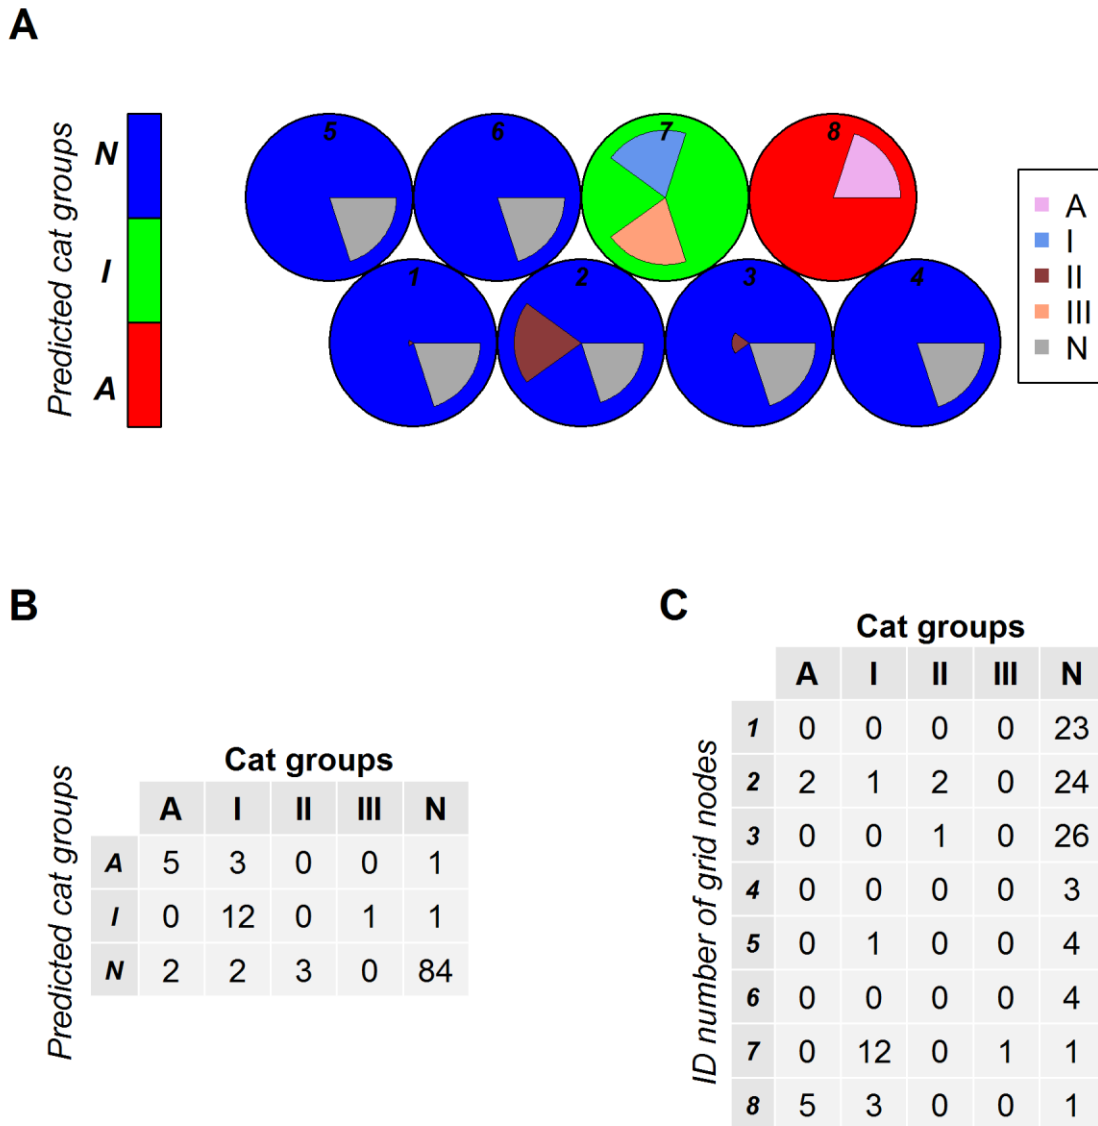 A
Predicted cat groups
N
I
A
5 6 7 8
1 2 3 4
A
I
II
III
N
B
Cat groups
Predicted cat groups
A I II III N
A 5 3 0 0 1
I 0 12 0 1 1
N 2 2 3 0 84
C
Cat groups
ID number of grid nodes
A I II III N
1 0 0 0 0 23
2 2 1 2 0 24
3 0 0 1 0 26
4 0 0 0 0 3
5 0 1 0 0 4
6 0 0 0 0 4
7 0 12 0 1 1
8 5 3 0 0 1